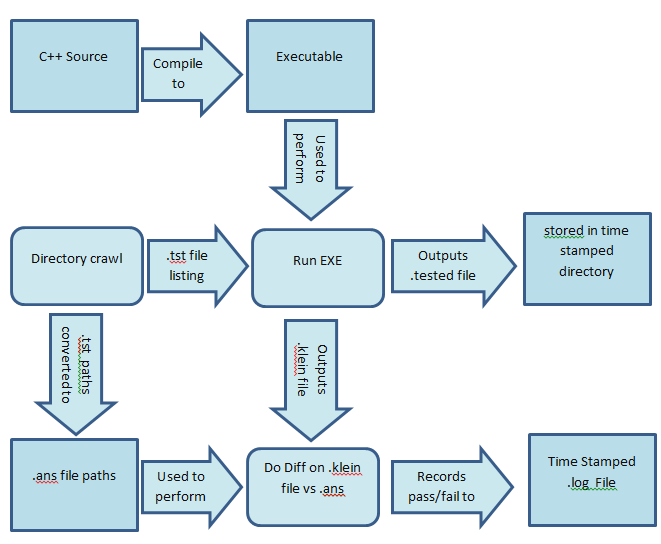 C++ Source
Compile
to
Executable
Used to
perform
Directory crawl
.tst file
listing
Run EXE
Outputs
.tested file
stored in time
stamped
directory
.tst paths
converted to
Outputs
.klein file
.ans file paths
Used to
perform
Do Diff on .klein
file vs .ans
Records
pass/fail to
Time Stamped
.log File